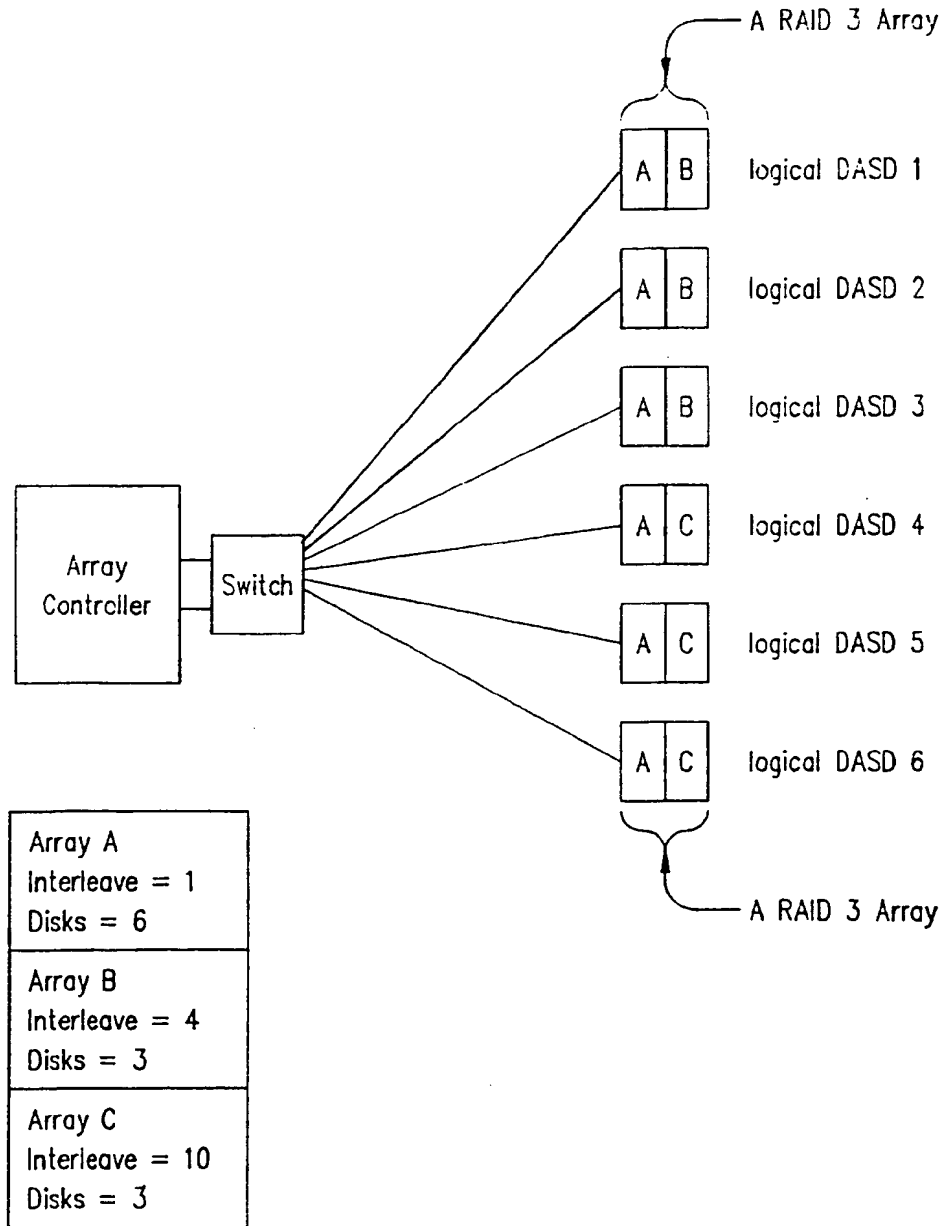 A RAID 3 Array
A B logical DASD 1
A B logical DASD 2
A B logical DASD 3
Array
Controller
Switch
A C logical DASD 4
A C logical DASD 5
A C logical DASD 6
A RAID 3 Array
Array A
Interleave = 1
Disks = 6
Array B
Interleave = 4
Disks = 3
Array C
Interleave = 10
Disks = 3